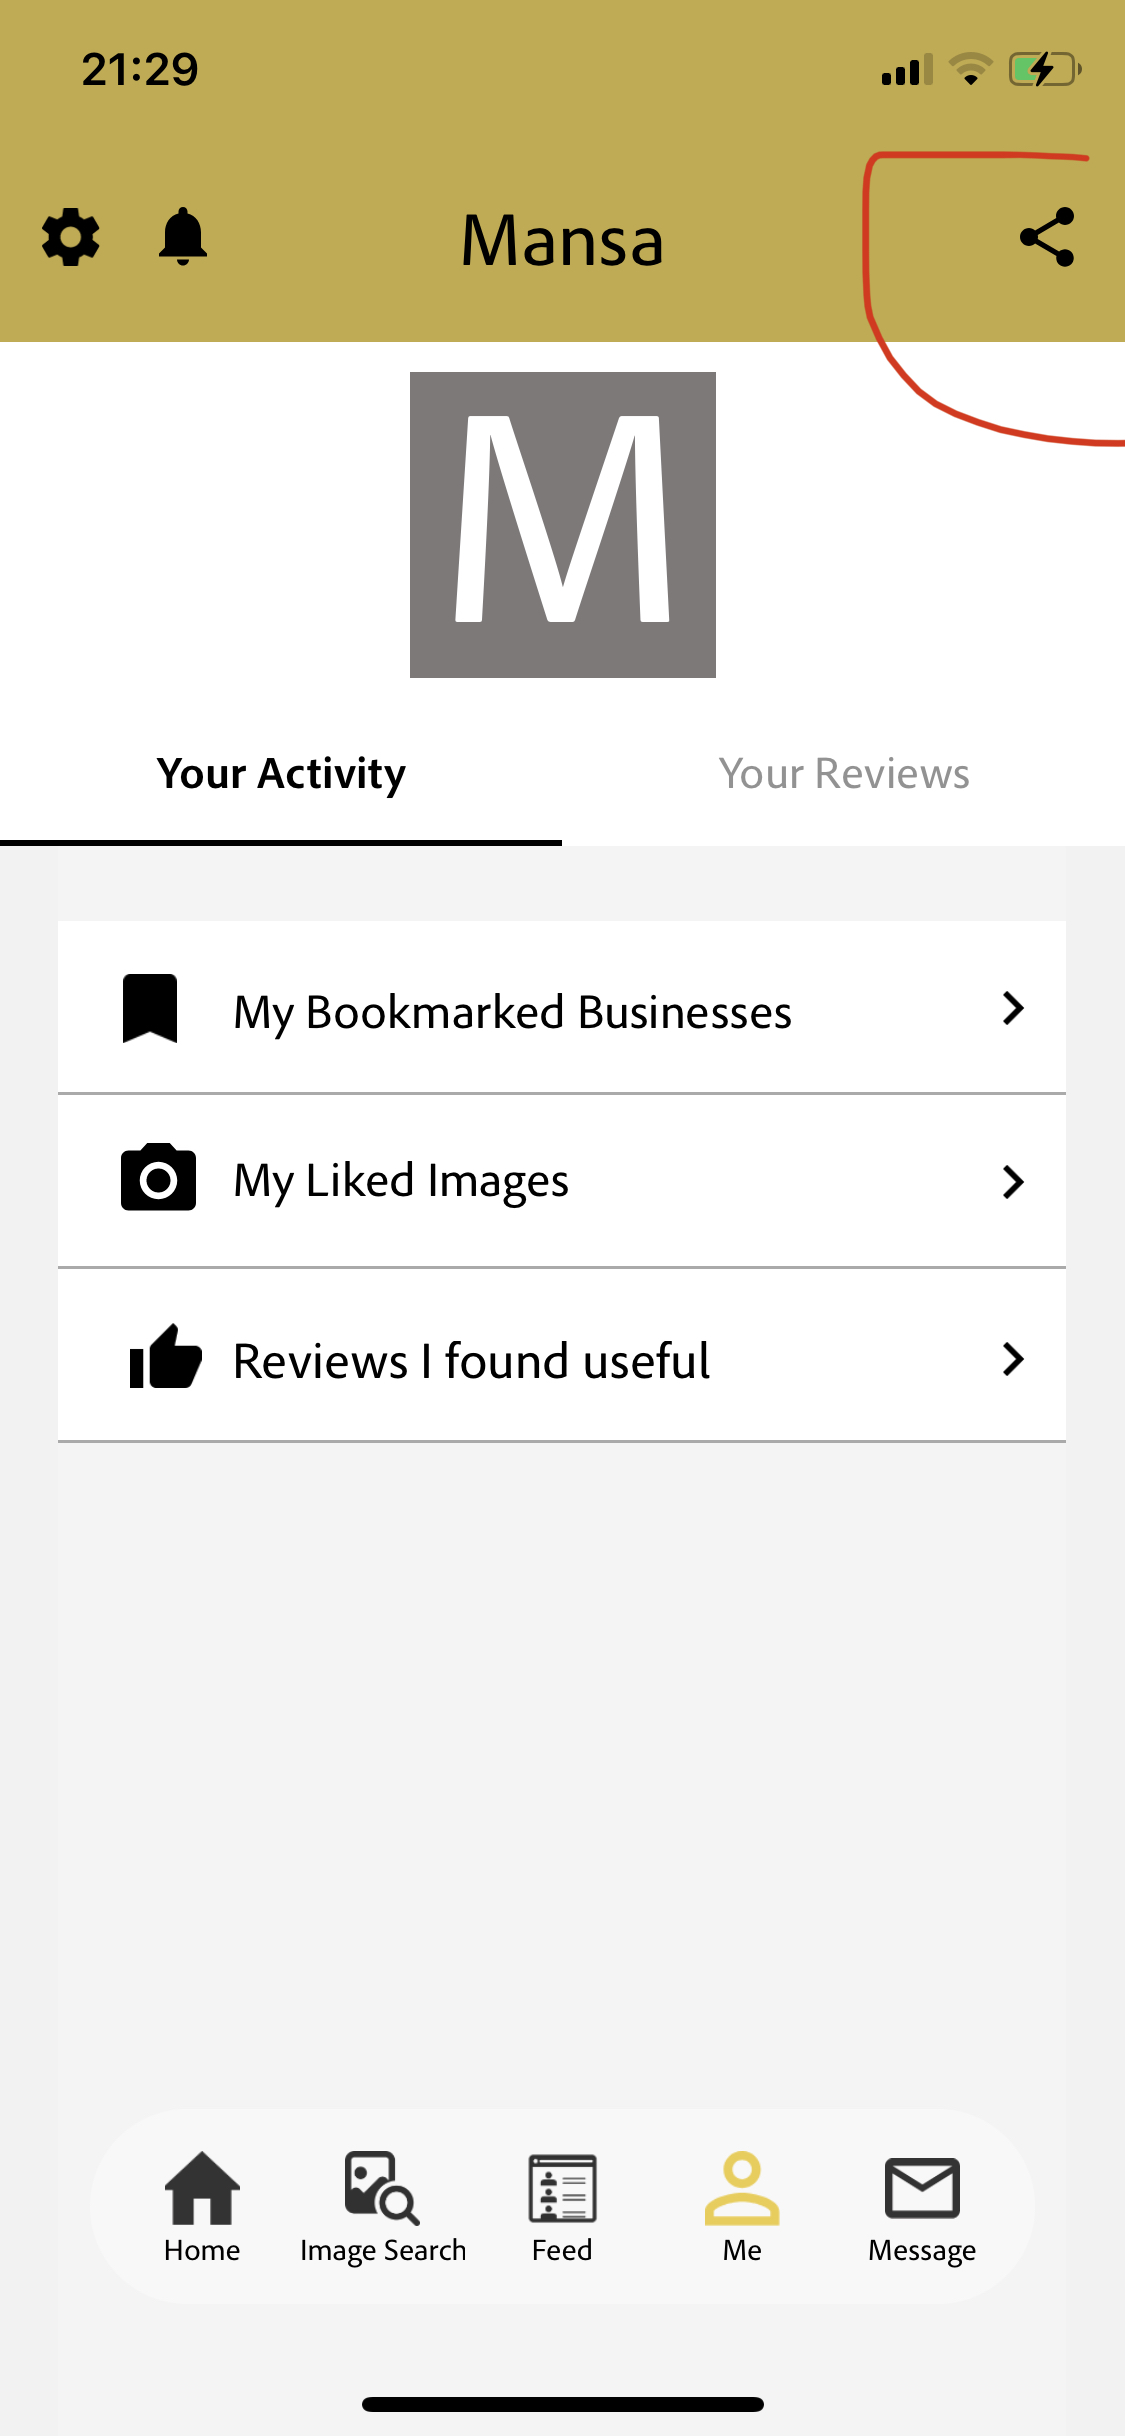 21:29
Mansa
M
Your Activity
Your Reviews
My Bookmarked Businesses
My Liked Images
Reviews I found useful
Home
Image Search
Feed
Me
Message